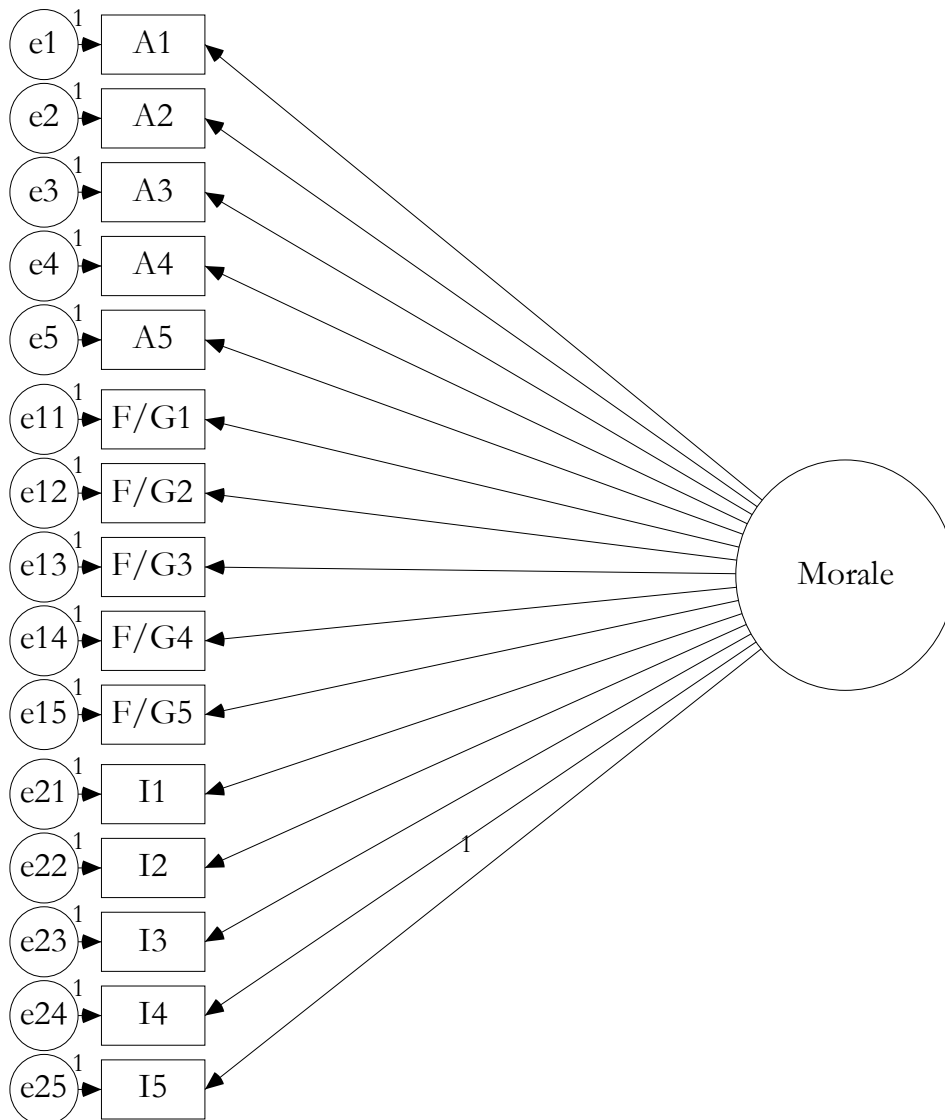 1
e1 A1
1
e2 A2
1
e3 A3
1
e4 A4
1
e5 A5
1
e11 F/G1
1
e12 F/G2
1
e13 F/G3
Morale
1
e14 F/G4
1
e15 F/G5
1
e21 I1
1
1
e22 I2
1
e23 I3
1
e24 I4
1
e25 I5